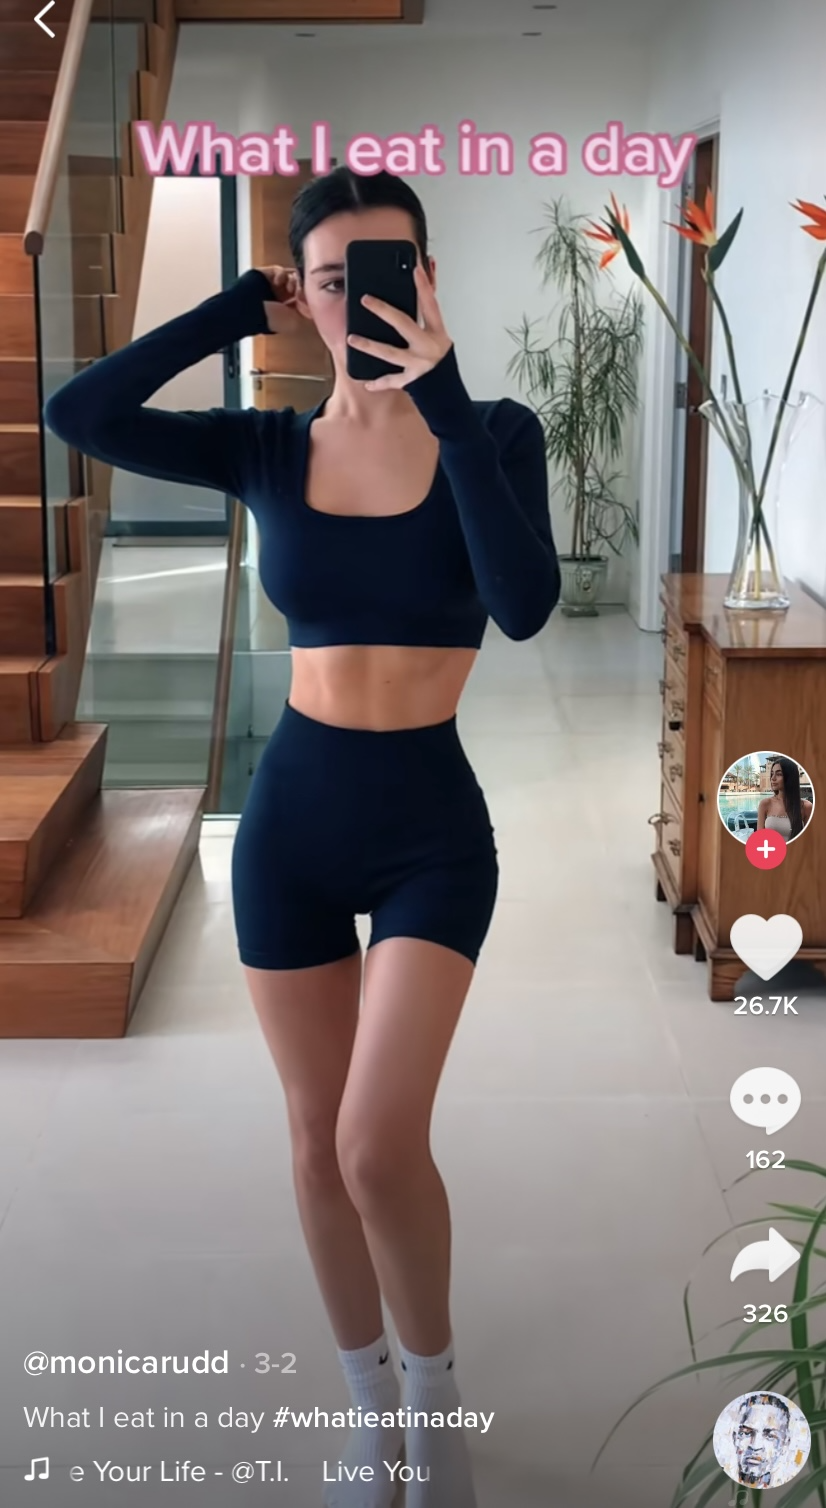 What I eat in a day
26.7K
162
326
@monicarudd · 3-2
What I eat in a day #whatieatinaday
e Your Life - @T.I. Live You